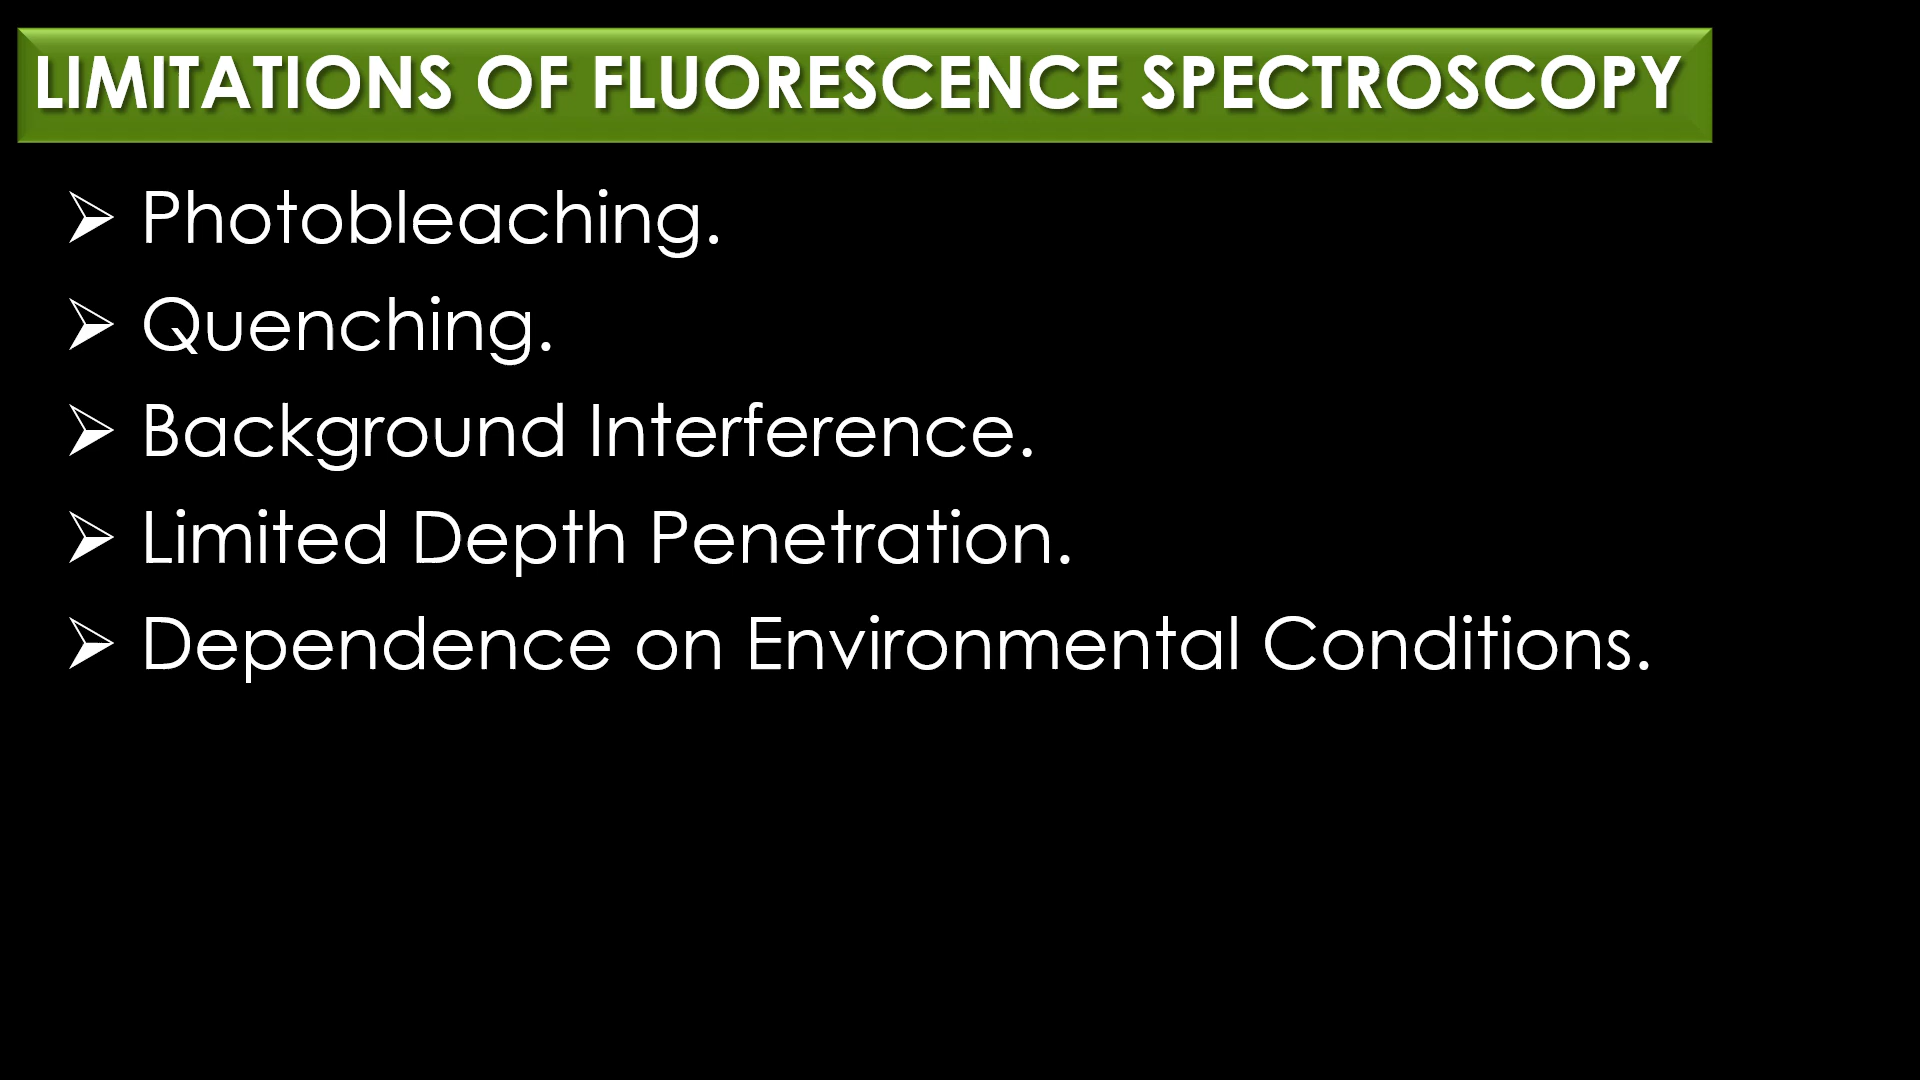 LIMITATIONS OF FLUORESCENCE SPECTROSCOPY
➢ Photobleaching.
➢ Quenching.
➢ Background Interference.
➢ Limited Depth Penetration.
➢ Dependence on Environmental Conditions.